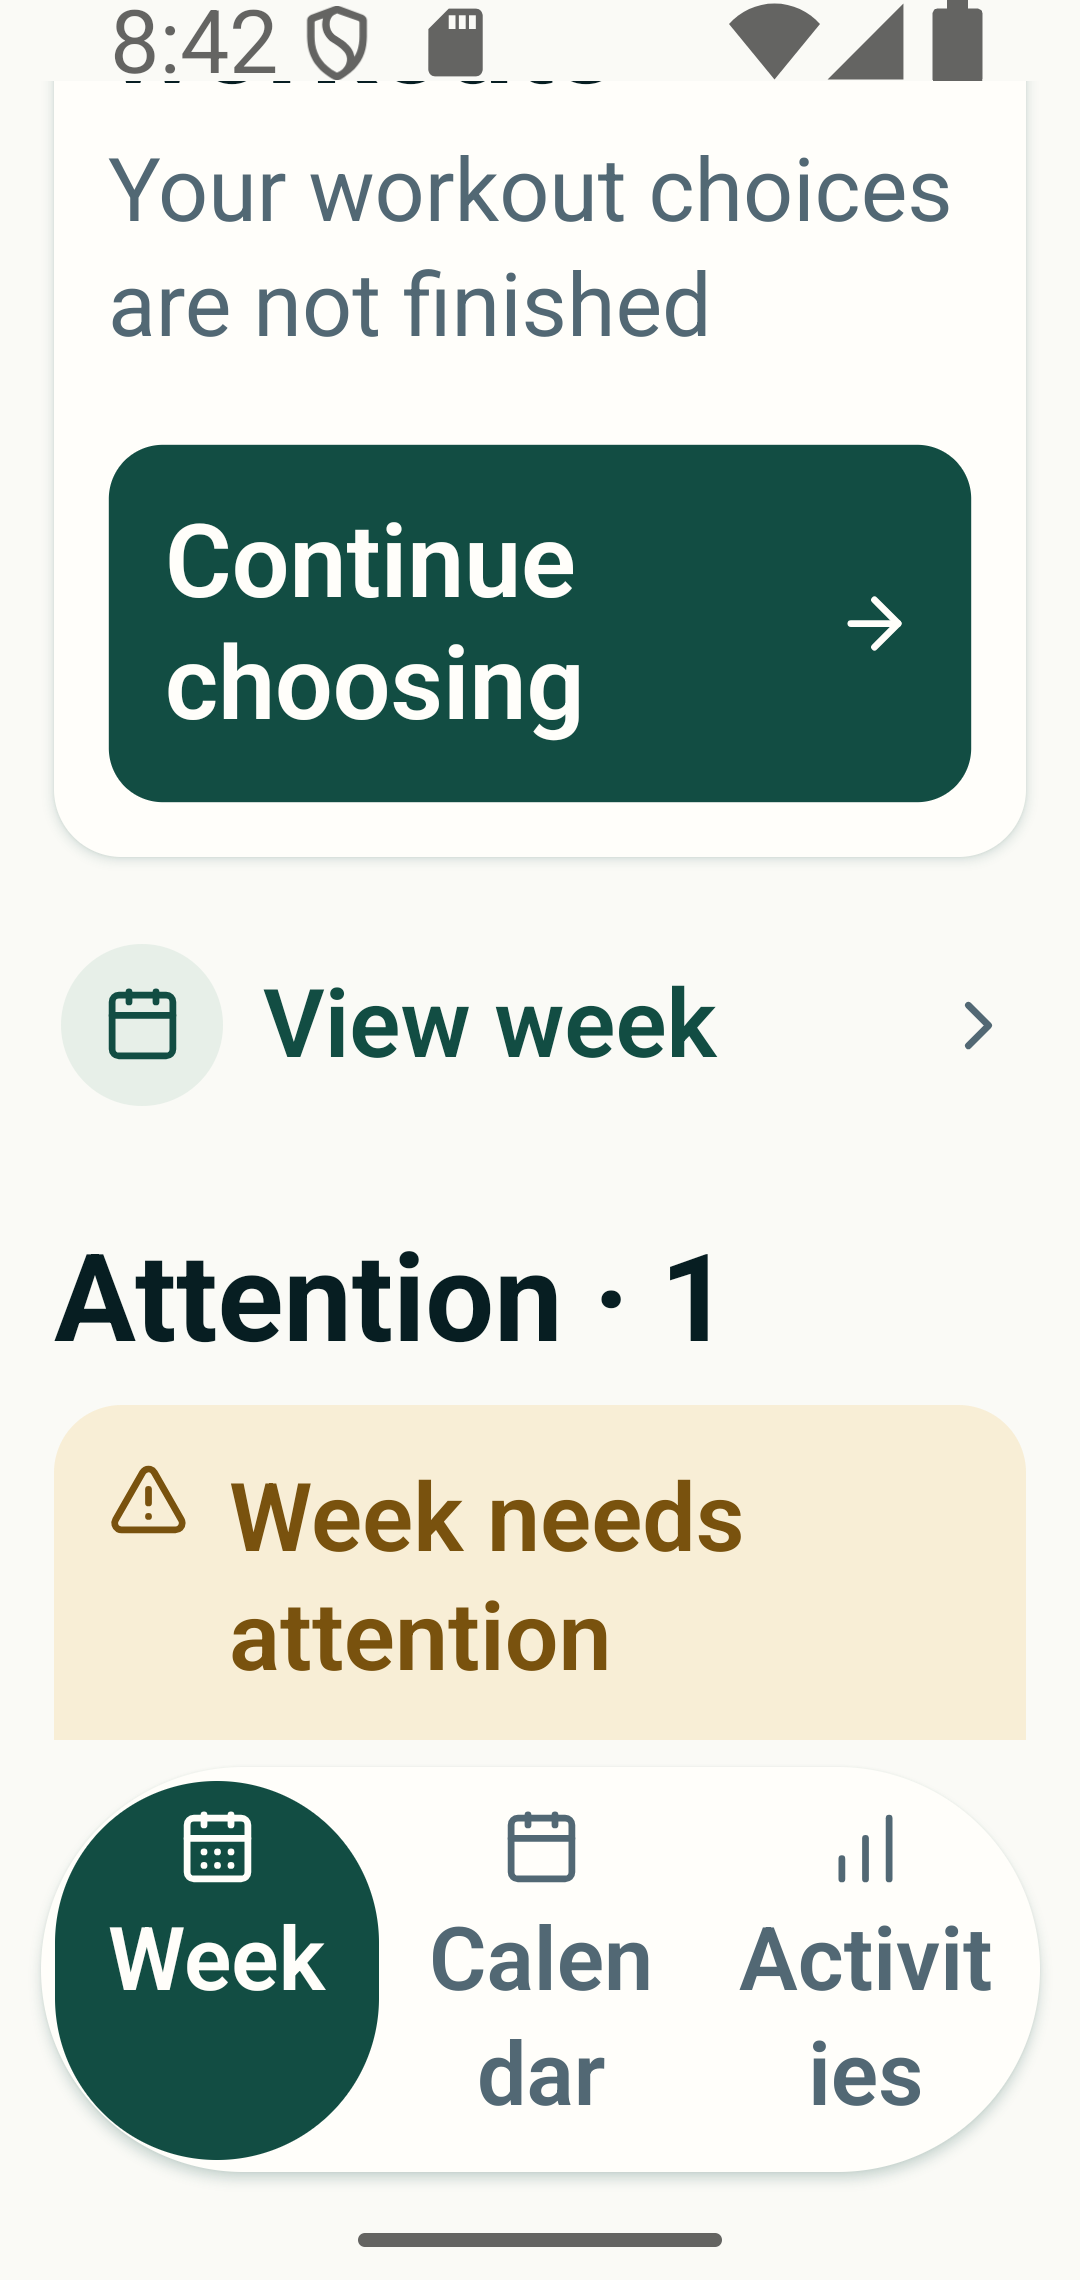 8:42
Your workout choices
are not finished
Continue
choosing
View week
Attention · 1
Week needs
attention
Week
Calen
dar
Activit
ies